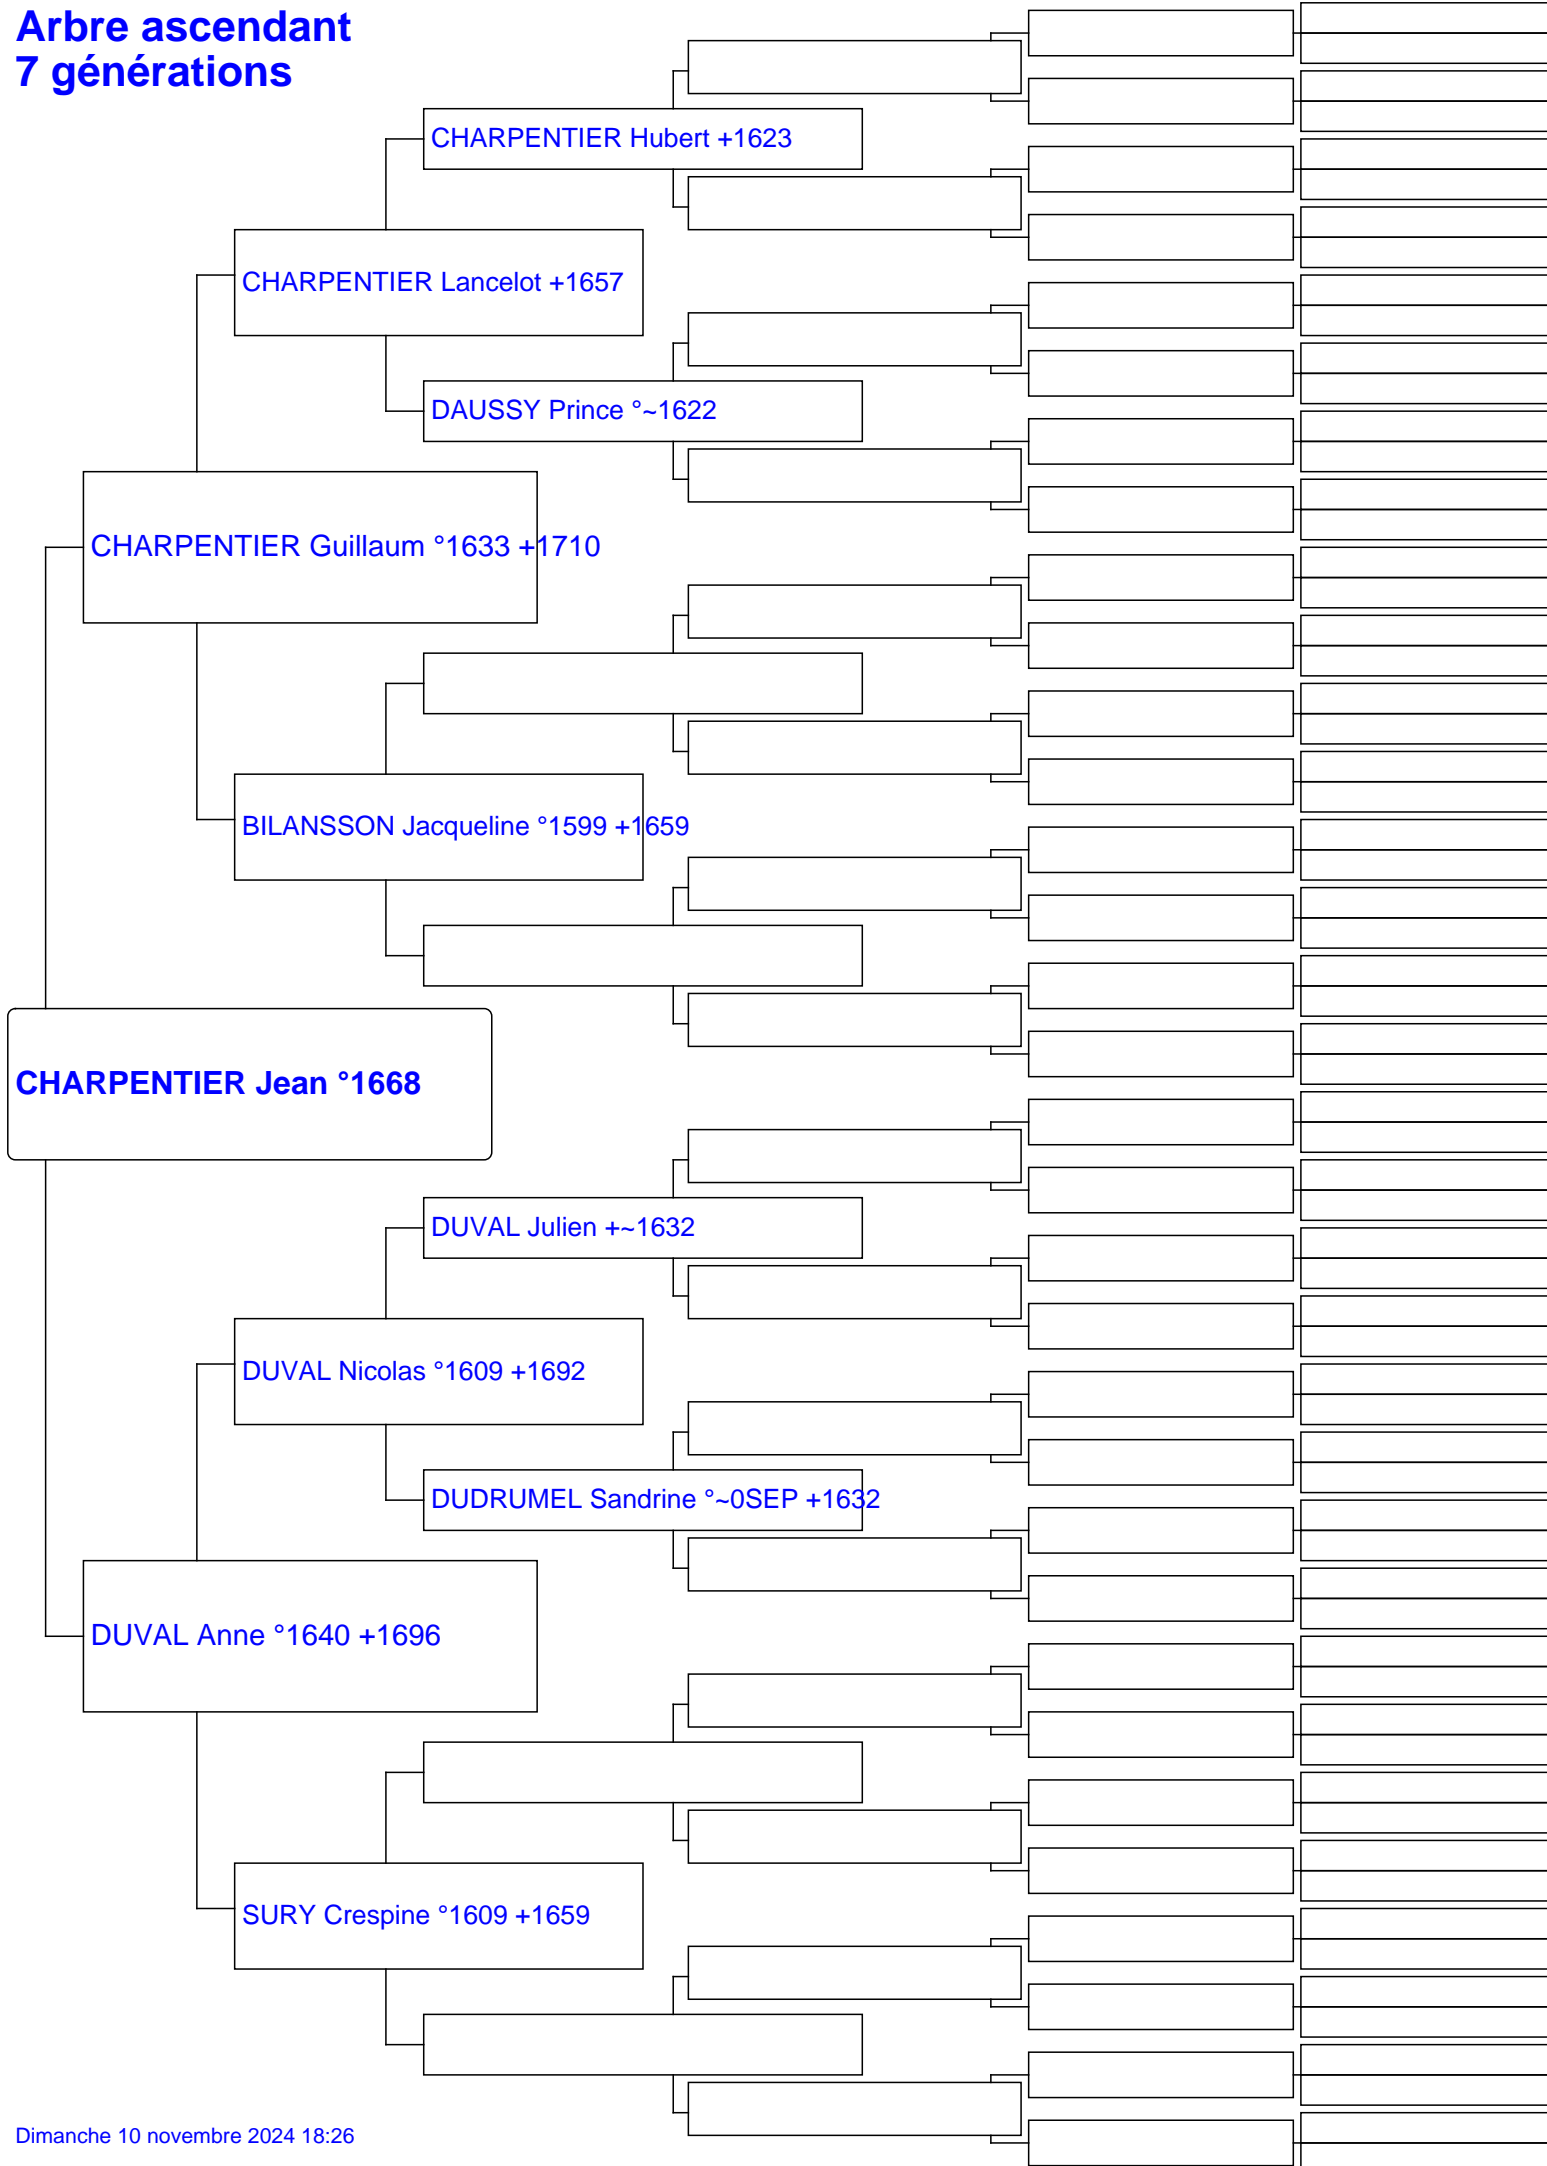 Arbre ascendant
7 générations
CHARPENTIER Hubert +1623
CHARPENTIER Lancelot +1657
DAUSSY Prince °~1622
CHARPENTIER Guillaum °1633 +1710
BILANSSON Jacqueline °1599 +1659
CHARPENTIER Jean °1668
DUVAL Julien +~1632
DUVAL Nicolas °1609 +1692
DUDRUMEL Sandrine °~0SEP +1632
DUVAL Anne °1640 +1696
SURY Crespine °1609 +1659
Dimanche 10 novembre 2024 18:26